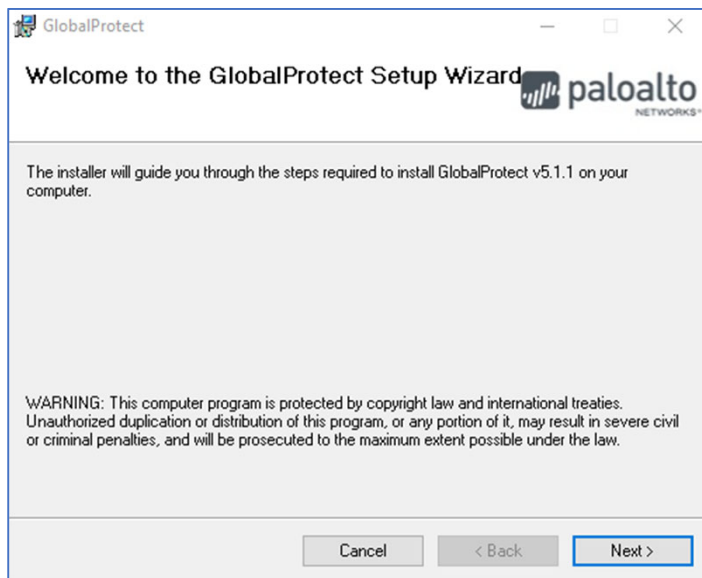 GlobalProtect
Welcome to the GlobalProtect Setup Wizard
paloalto
NETWORKS
The installer will guide you through the steps required to install GlobalProtect v5.1.1 on your
computer.
WARNING: This computer program is protected by copyright law and international treaties.
Unauthorized duplication or distribution of this program, or any portion of it, may result in severe civil
or criminal penalties, and will be prosecuted to the maximum extent possible under the law.
Cancel < Back Next >